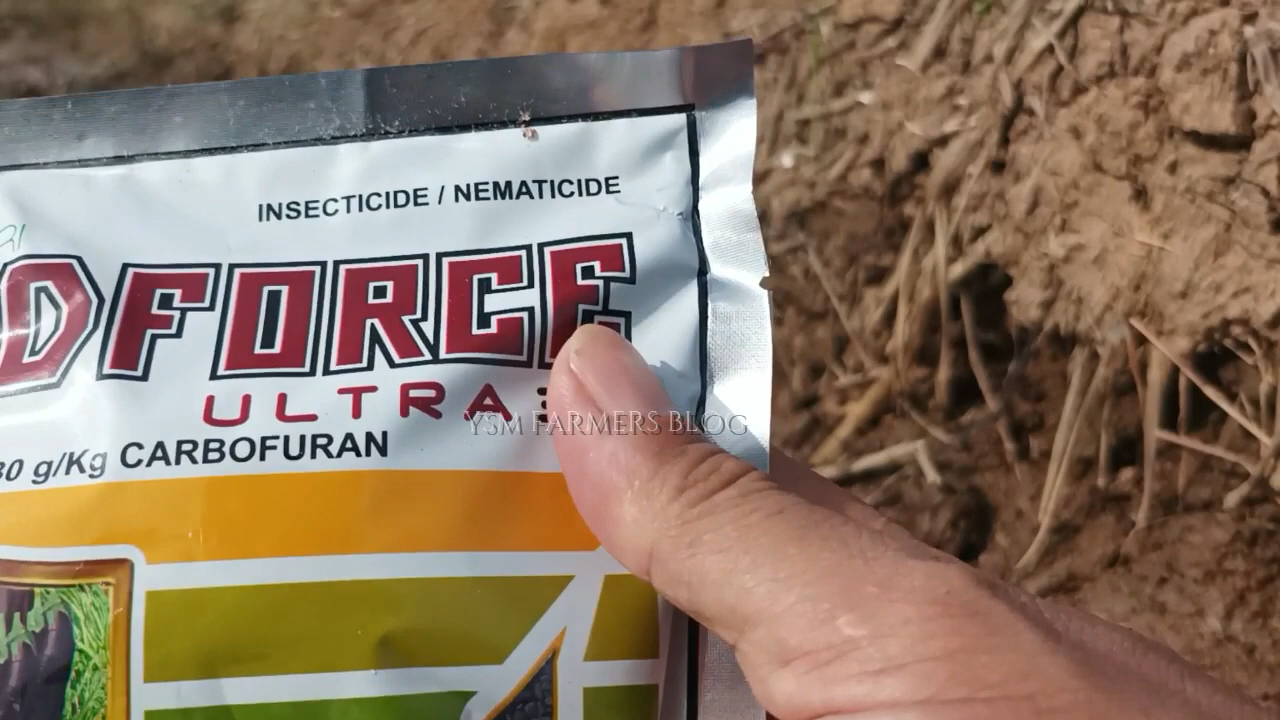 INSECTICIDE / NEMATICIDE
DFORCE
ULTRA
30 g/Kg CARBOFURAN
YSM FARMERS BLOG